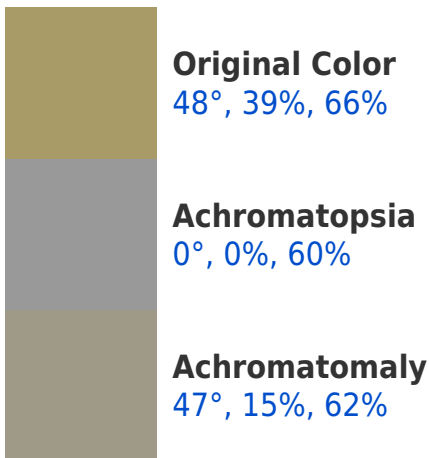 Original Color
48°, 39%, 66%
Achromatopsia
0°, 0%, 60%
Achromatomaly
47°, 15%, 62%